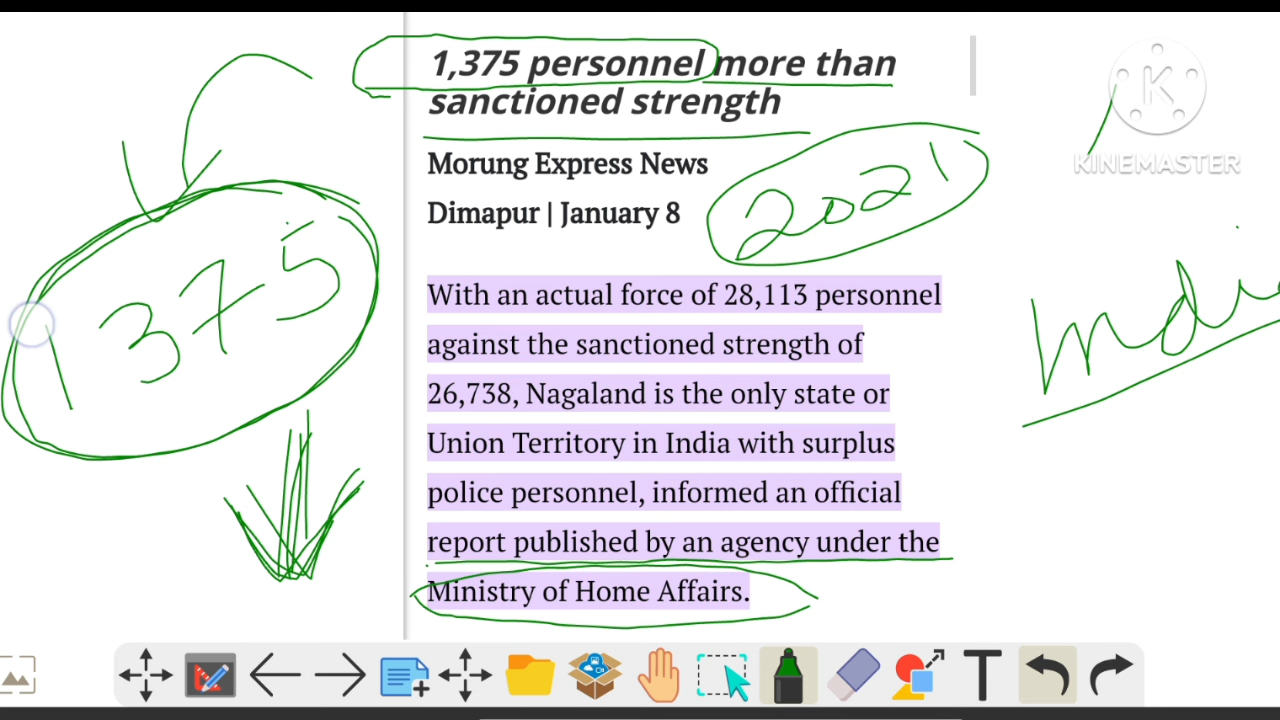 1,375 personnel more than
sanctioned strength
Morung Express News
Dimapur | January 8
2021
With an actual force of 28,113 personnel
against the sanctioned strength of
26,738, Nagaland is the only state or
Union Territory in India with surplus
police personnel, informed an official
report published by an agency under the
Ministry of Home Affairs.
1375
Indi
K
KINEMASTER
T